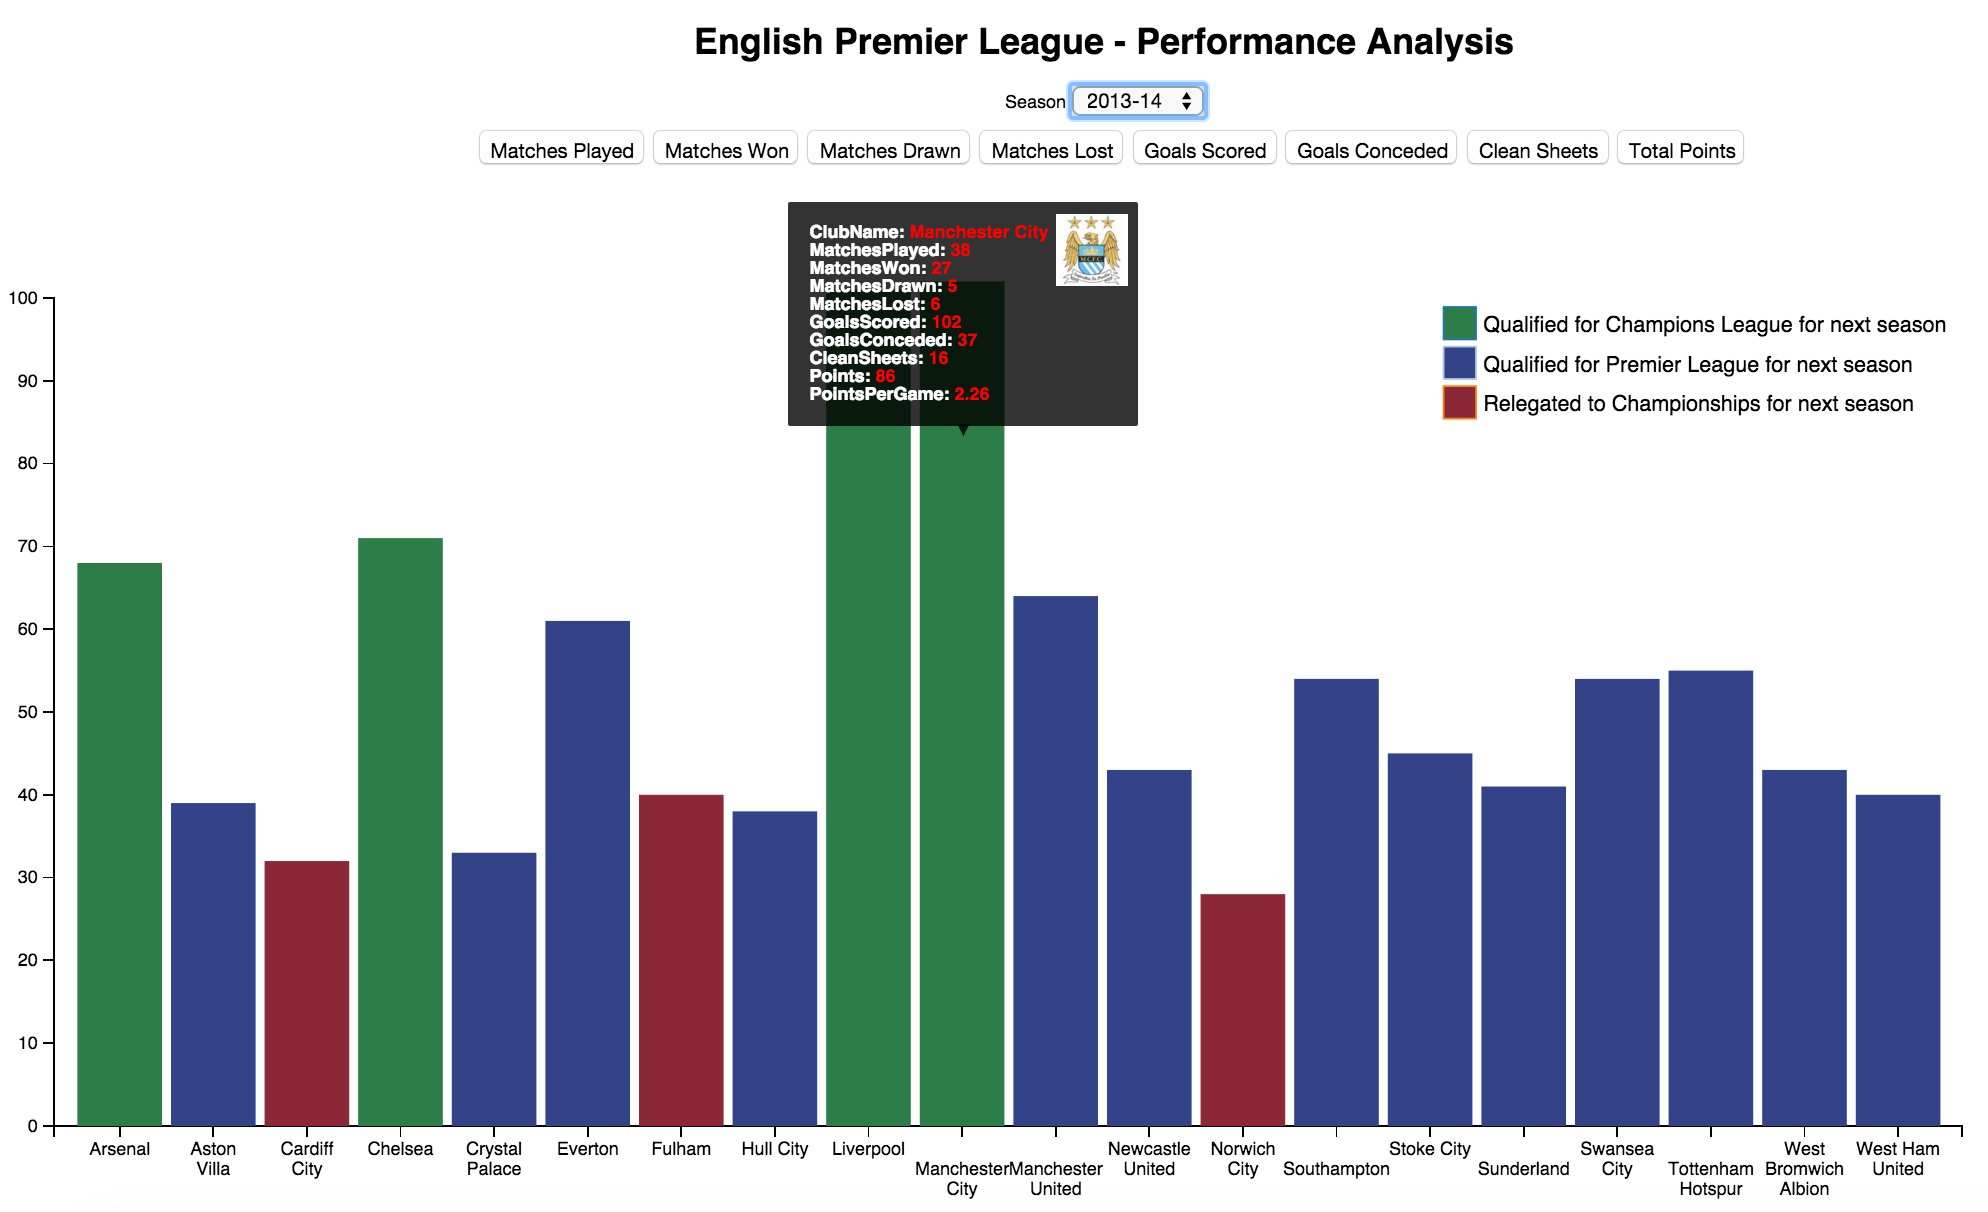 English Premier League - Performance Analysis
Season 2013-14
Matches Played Matches Won Matches Drawn Matches Lost Goals Scored Goals Conceded Clean Sheets Total Points
ClubName: Manchester City
MatchesPlayed: 38
MatchesWon: 27
MatchesDrawn: 5
MatchesLost: 6
GoalsScored: 102
GoalsConceded: 37
CleanSheets: 16
Points: 86
PointsPerGame: 2.26
M.C.F.C.
Qualified for Champions League for next season
Qualified for Premier League for next season
Relegated to Championships for next season
100
90
80
70
60
50
40
30
20
10
0
Arsenal
Aston
Villa
Cardiff
City
Chelsea
Crystal
Palace
Everton
Fulham
Hull City
Liverpool
Manchester
City
Manchester
United
Newcastle
United
Norwich
City
Southampton
Stoke City
Sunderland
Swansea
City
Tottenham
Hotspur
West
Bromwich
Albion
West Ham
United